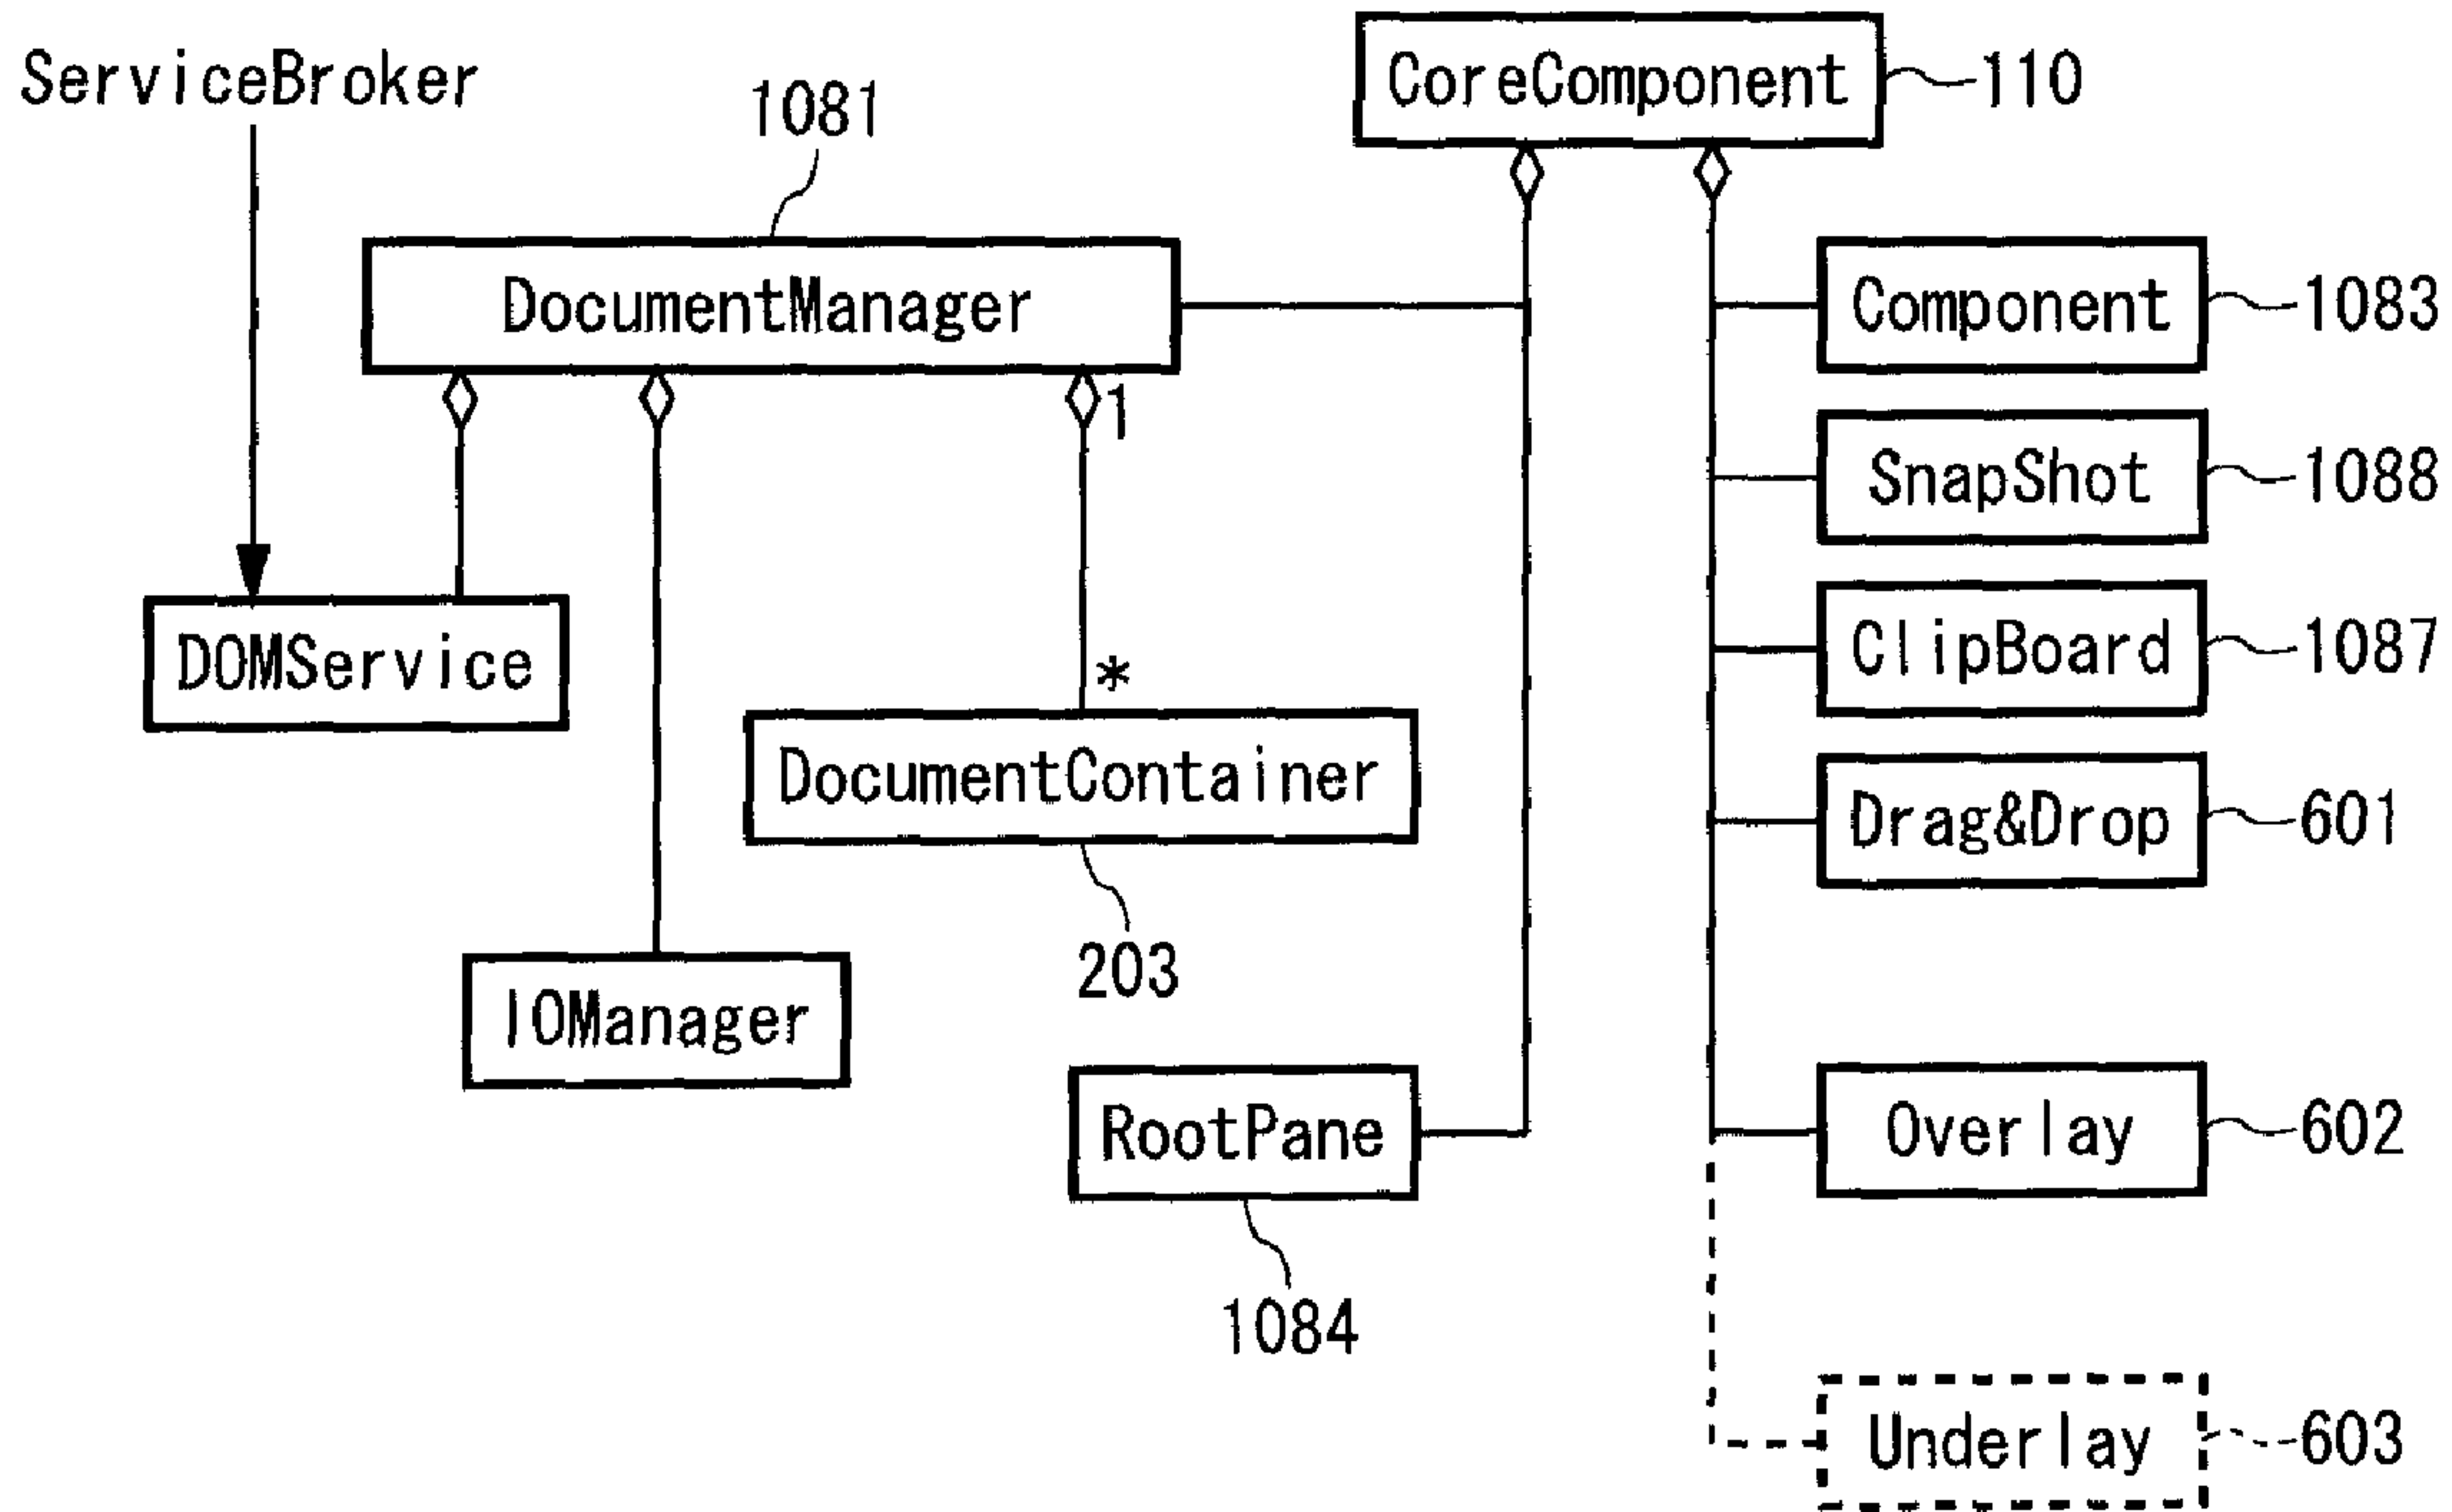 CoreComponent
110
ServiceBroker
1081
DocumentManager
Component
1083
1
SnapShot
1088
DOMService
*
ClipBoard
1087
DocumentContainer
Drag&Drop
601
203
IOManager
RootPane
Overlay
602
1084
Underlay
603